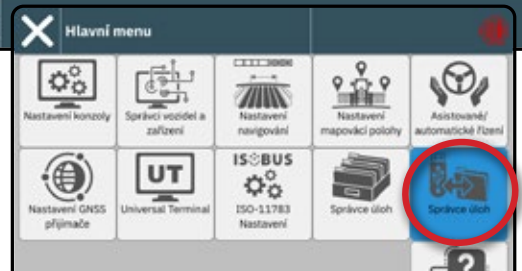 Hlavní menu
Nastavení konzoly
Správci vozidel a
zařízení
Nastavení
navigování
Nastavení
mapovácí polohy
Asistované/
automatické řízení
Nastavení GNSS
přijímače
UT
Universal Terminal
ISOBUS
ISO-11783
Nastavení
Správce úloh
Správce úloh
?